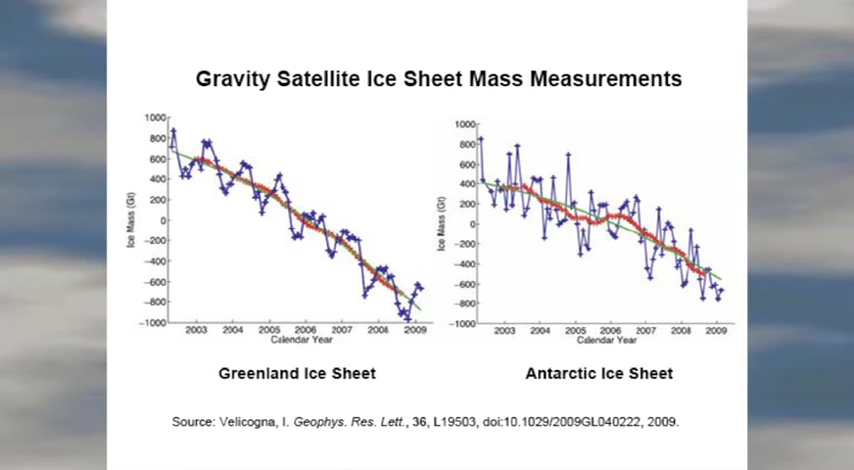 Gravity Satellite Ice Sheet Mass Measurements
1000
800
600
400
200
0
−200
−400
−600
−800
−1000
Ice Mass (Gt)
2003 2004 2005 2006 2007 2008 2009
Calendar Year
Greenland Ice Sheet
1000
800
600
400
200
0
−200
−400
−600
−800
−1000
Ice Mass (Gt)
2003 2004 2005 2006 2007 2008 2009
Calendar Year
Antarctic Ice Sheet
Source: Velicogna, I. Geophys. Res. Lett., 36, L19503, doi:10.1029/2009GL040222, 2009.